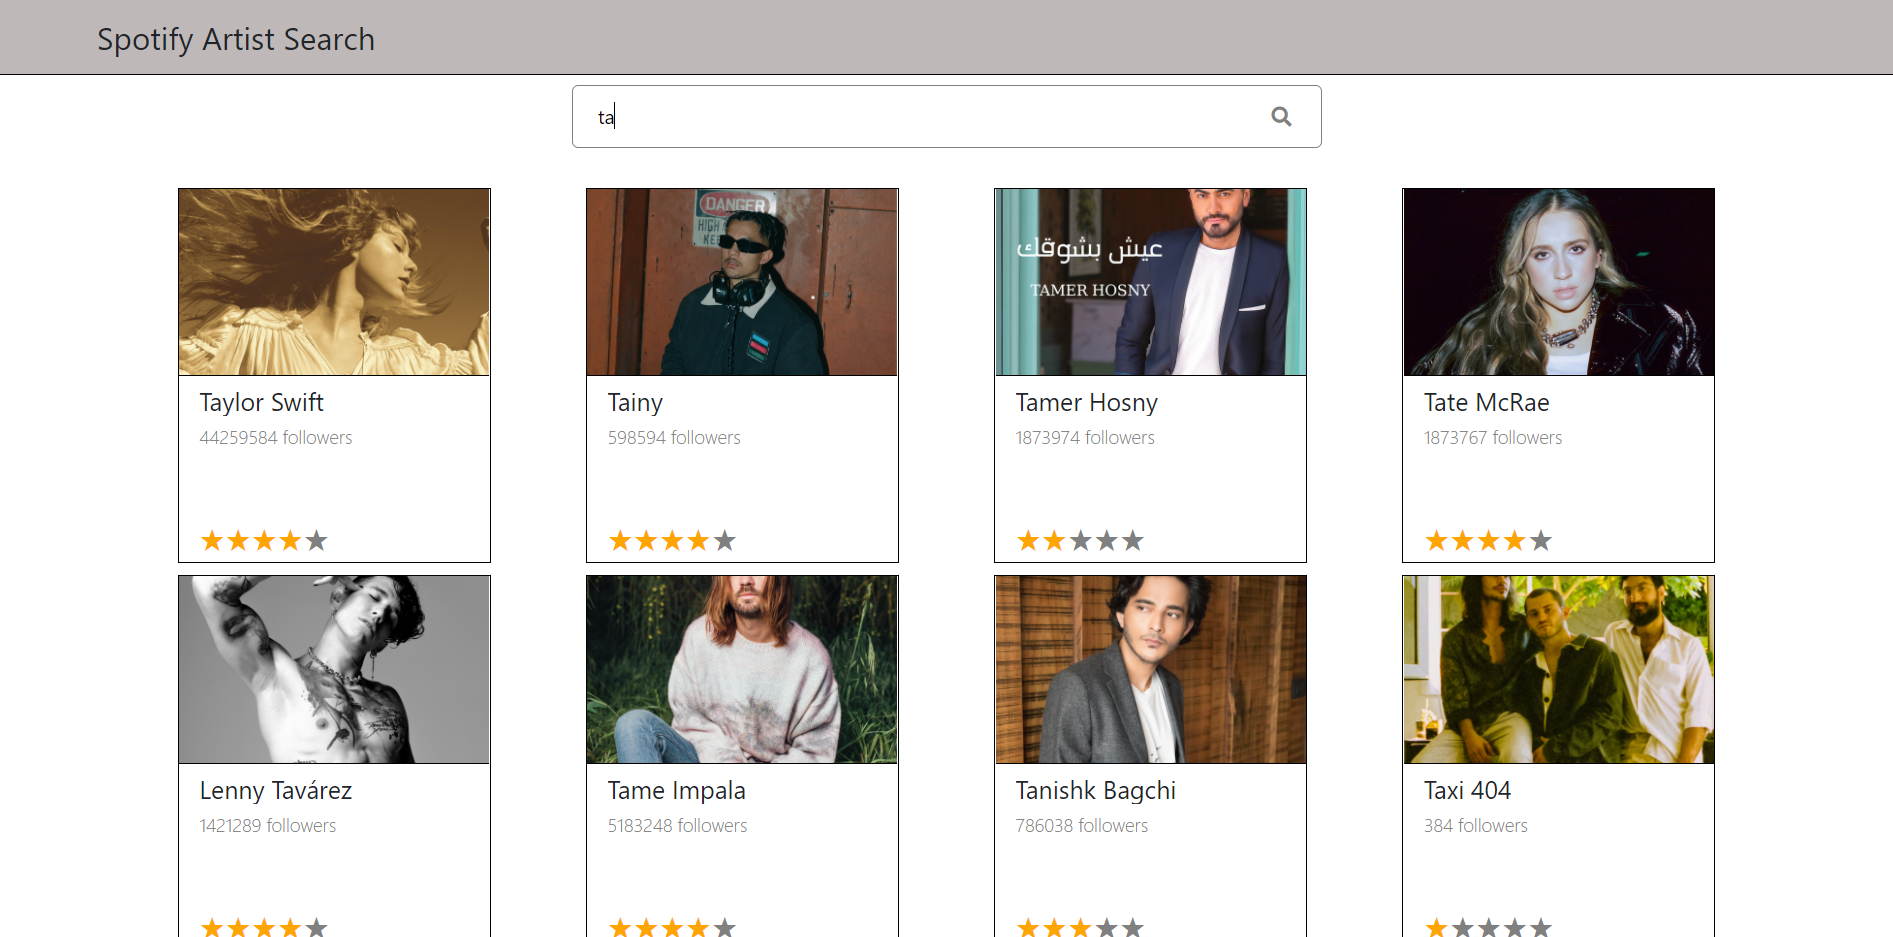 Spotify Artist Search
ta
DANGER
HIGH
KEE
عيش بشوقك
TAMER HOSNY
Taylor Swift
44259584 followers
Tainy
598594 followers
Tamer Hosny
1873974 followers
Tate McRae
1873767 followers
Lenny Tavárez
1421289 followers
Tame Impala
5183248 followers
Tanishk Bagchi
786038 followers
Taxi 404
384 followers